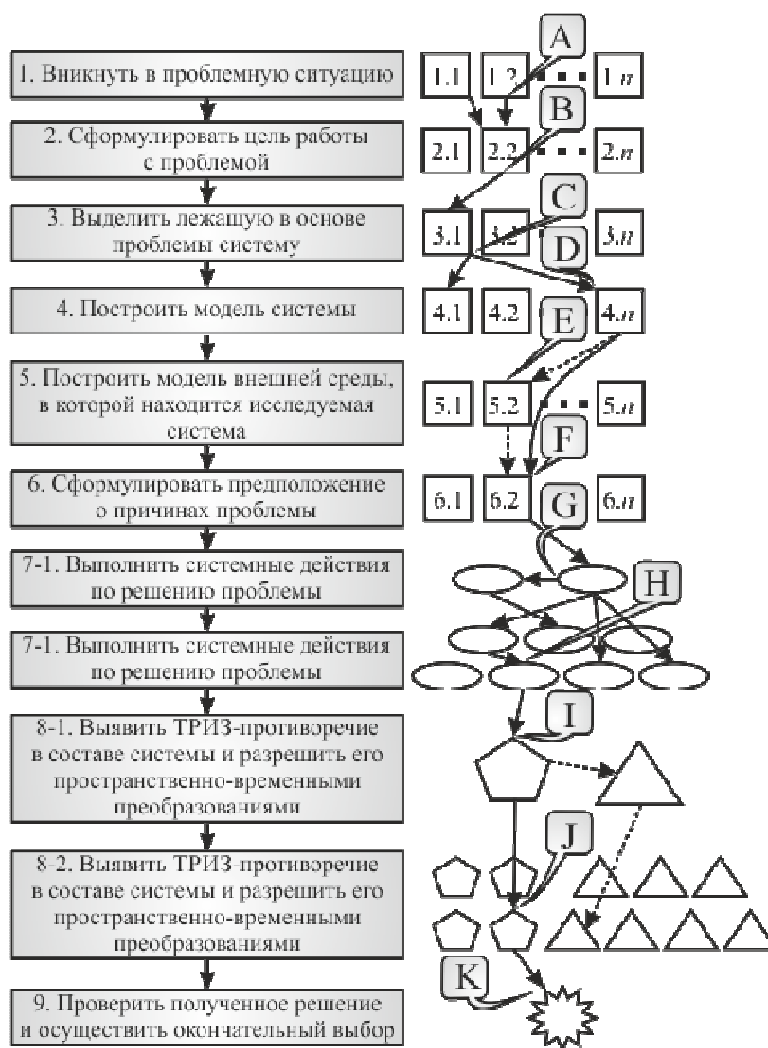 1. Вникнуть в проблемную ситуацию
1.1 1.2 1.n
A
2. Сформулировать цель работы
с проблемой
2.1 2.2 2.n
B
3. Выделить лежащую в основе
проблемы систему
3.1 3.2 3.n
C
D
4. Построить модель системы
4.1 4.2 4.n
E
5. Построить модель внешней среды,
в которой находится исследуемая
система
5.1 5.2 5.n
F
6. Сформулировать предположение
о причинах проблемы
6.1 6.2 6.n
G
7-1. Выполнить системные действия
по решению проблемы
H
7-1. Выполнить системные действия
по решению проблемы
I
8-1. Выявить ТРИЗ-противоречие
в составе системы и разрешить его
пространственно-временными
преобразованиями
J
8-2. Выявить ТРИЗ-противоречие
в составе системы и разрешить его
пространственно-временными
преобразованиями
K
9. Проверить полученное решение
и осуществить окончательный выбор